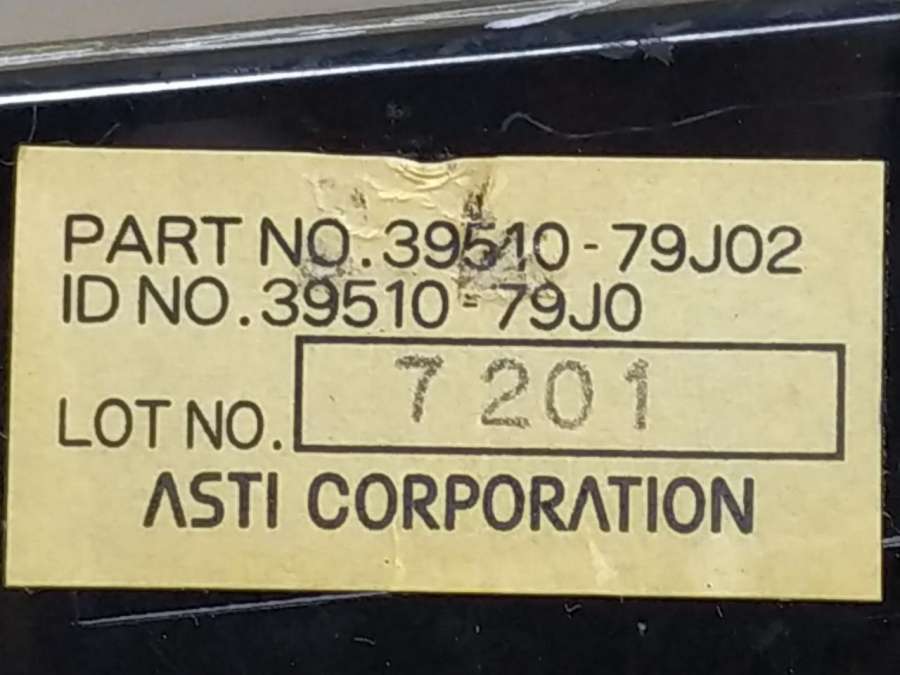 PART NO.39510-79J02
ID NO.39510-79J0
LOT NO. 7201
ASTI CORPORATION